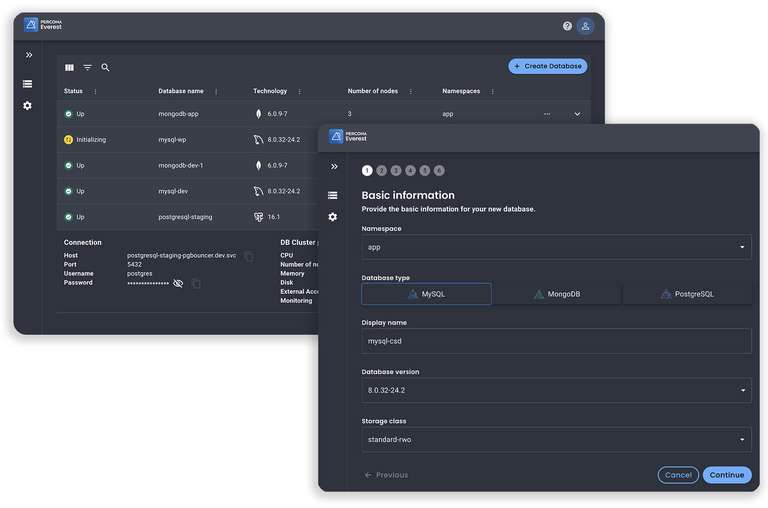 PERCONA
Everest
+ Create Database
Status Database name Technology Number of nodes Namespaces
Up mongodb-app 6.0.9-7 3 app
Initializing mysql-wp 8.0.32-24.2
Up mongodb-dev-1 6.0.9-7
Up mysql-dev 8.0.32-24.2
Up postgresql-staging 16.1
Connection
Host postgresql-staging-pgbouncer.dev.svc
Port 5432
Username postgres
Password ***************
DB Cluster
CPU
Number of
Memory
Disk
External
Monitoring
PERCONA
Everest
1 2 3 4 5 6
Basic information
Provide the basic information for your new database.
Namespace
app
Database type
MySQL MongoDB PostgreSQL
Display name
mysql-csd
Database version
8.0.32-24.2
Storage class
standard-rwo
Previous Cancel Continue